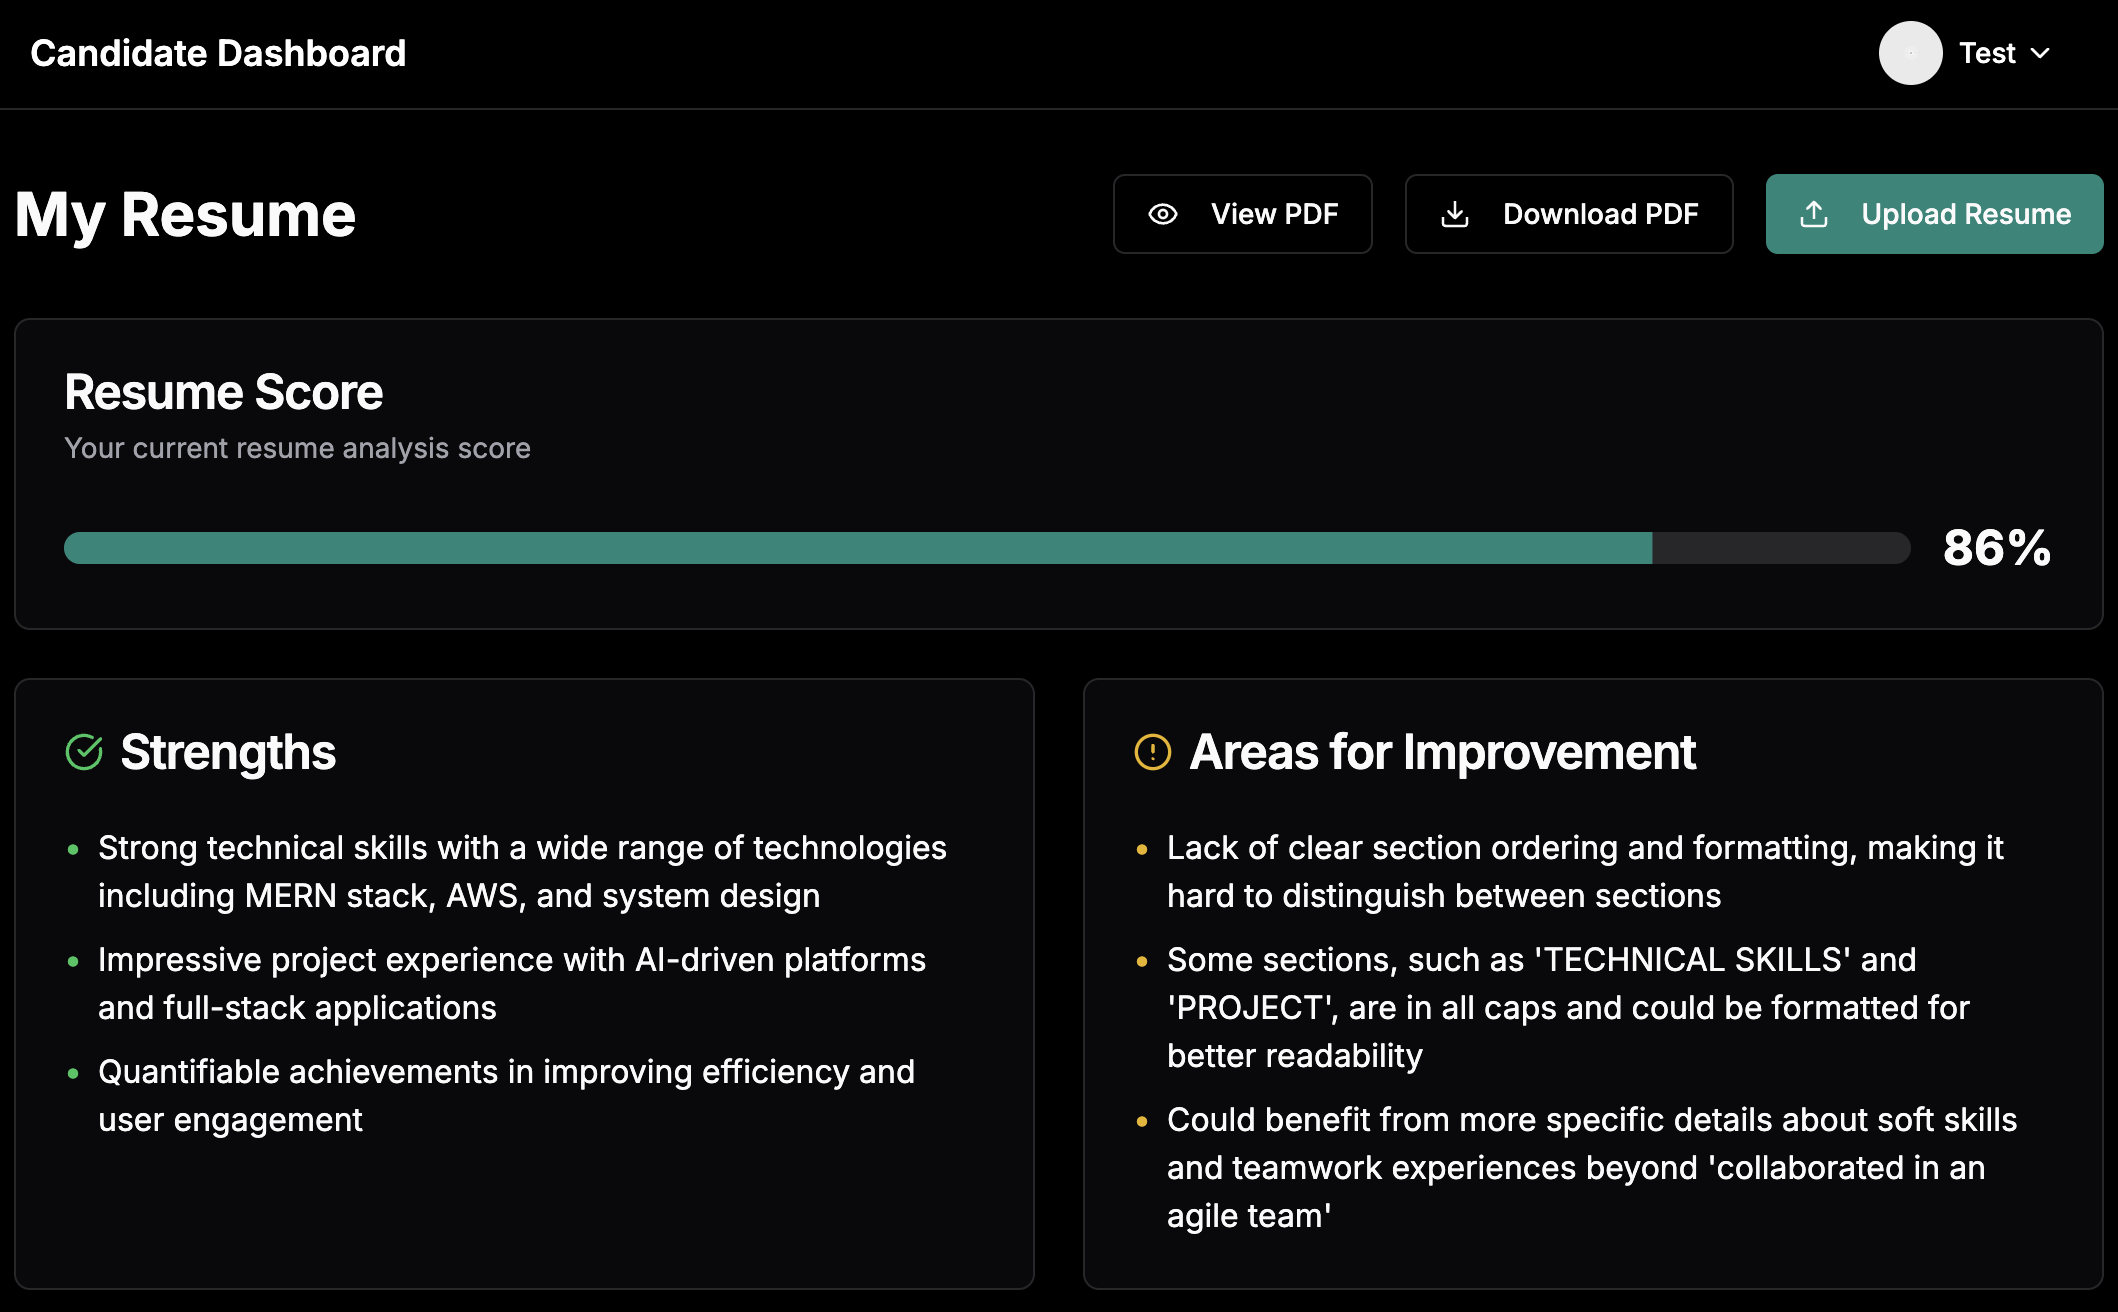 Candidate Dashboard
Test
My Resume
View PDF
Download PDF
Upload Resume
Resume Score
Your current resume analysis score
86%
Strengths
Strong technical skills with a wide range of technologies
including MERN stack, AWS, and system design
Impressive project experience with AI-driven platforms
and full-stack applications
Quantifiable achievements in improving efficiency and
user engagement
Areas for Improvement
Lack of clear section ordering and formatting, making it
hard to distinguish between sections
Some sections, such as 'TECHNICAL SKILLS' and
'PROJECT', are in all caps and could be formatted for
better readability
Could benefit from more specific details about soft skills
and teamwork experiences beyond 'collaborated in an
agile team'